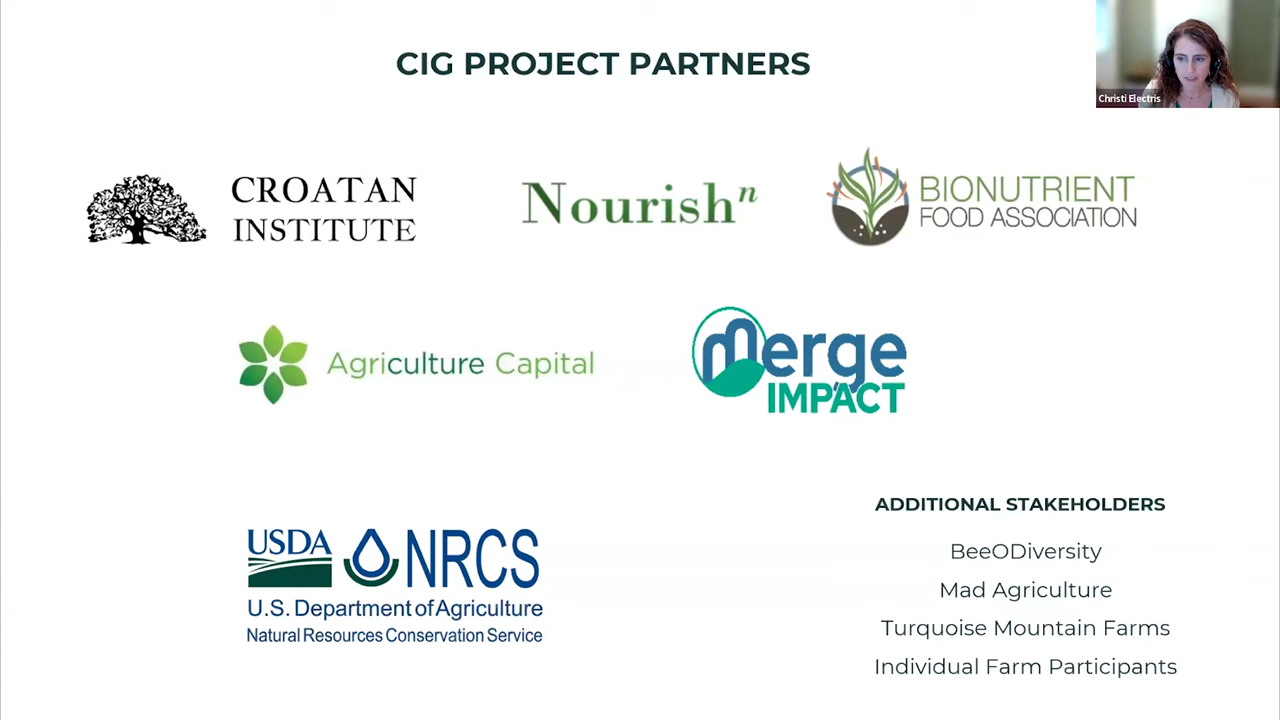 CIG PROJECT PARTNERS
Christi Electris
CROATAN
INSTITUTE
Nourishⁿ
BIONUTRIENT
FOOD ASSOCIATION
Agriculture Capital
merge
IMPACT
USDA NRCS
U.S. Department of Agriculture
Natural Resources Conservation Service
ADDITIONAL STAKEHOLDERS
BeeODiversity
Mad Agriculture
Turquoise Mountain Farms
Individual Farm Participants